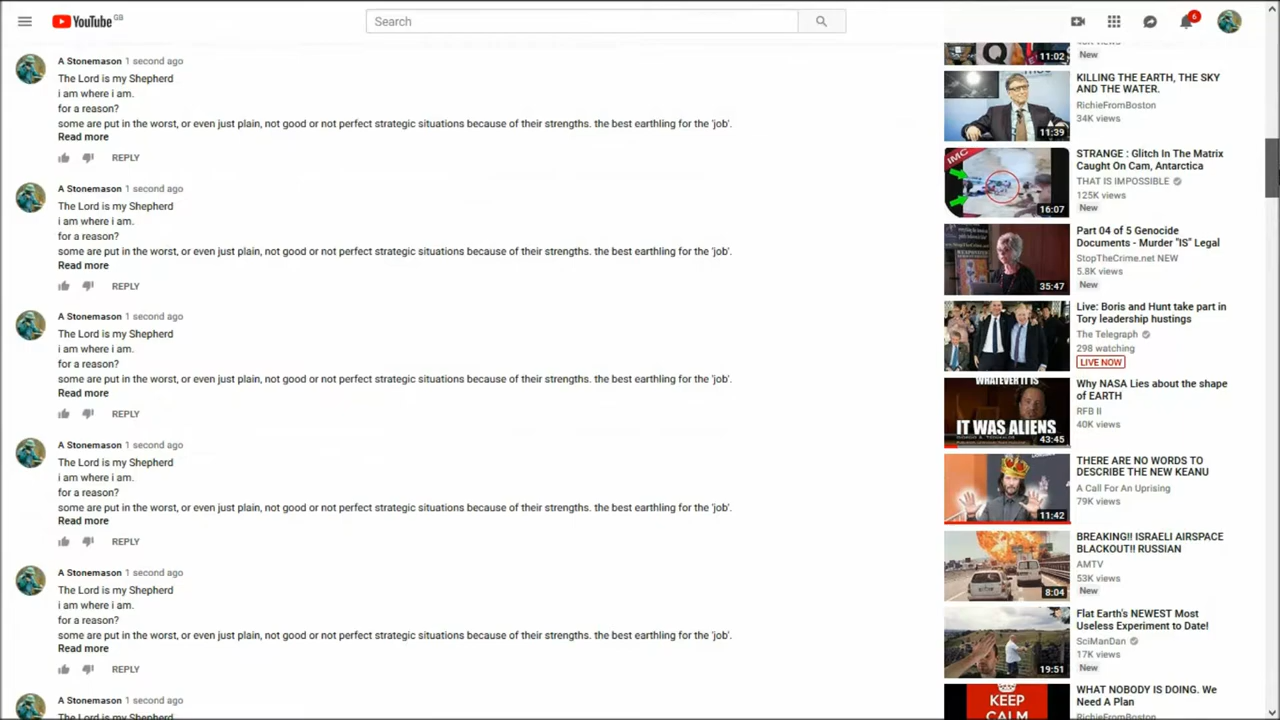 YouTube GB
Search
6
A Stonemason 1 second ago
The Lord is my Shepherd
i am where i am.
for a reason?
some are put in the worst, or even just plain, not good or not perfect strategic situations because of their strengths. the best earthling for the 'job'.
Read more
REPLY
A Stonemason 1 second ago
The Lord is my Shepherd
i am where i am.
for a reason?
some are put in the worst, or even just plain, not good or not perfect strategic situations because of their strengths. the best earthling for the 'job'.
Read more
REPLY
A Stonemason 1 second ago
The Lord is my Shepherd
i am where i am.
for a reason?
some are put in the worst, or even just plain, not good or not perfect strategic situations because of their strengths. the best earthling for the 'job'.
Read more
REPLY
A Stonemason 1 second ago
The Lord is my Shepherd
i am where i am.
for a reason?
some are put in the worst, or even just plain, not good or not perfect strategic situations because of their strengths. the best earthling for the 'job'.
Read more
REPLY
A Stonemason 1 second ago
The Lord is my Shepherd
i am where i am.
for a reason?
some are put in the worst, or even just plain, not good or not perfect strategic situations because of their strengths. the best earthling for the 'job'.
Read more
REPLY
A Stonemason 1 second ago
The Lord is my Shepherd
Q
11:02
New
11:39
KILLING THE EARTH, THE SKY
AND THE WATER.
RichieFromBoston
34K views
IMC
16:07
STRANGE : Glitch In The Matrix
Caught On Cam, Antarctica
THAT IS IMPOSSIBLE
125K views
New
35:47
Part 04 of 5 Genocide
Documents - Murder "IS" Legal
StopTheCrime.net NEW
5.8K views
New
Live: Boris and Hunt take part in
Tory leadership hustings
The Telegraph
298 watching
LIVE NOW
WHATEVER IT IS
IT WAS ALIENS
43:45
Why NASA Lies about the shape
of EARTH
RFB II
40K views
11:42
THERE ARE NO WORDS TO
DESCRIBE THE NEW KEANU
A Call For An Uprising
79K views
8:04
BREAKING!! ISRAELI AIRSPACE
BLACKOUT!! RUSSIAN
AMTV
53K views
New
19:51
Flat Earth's NEWEST Most
Useless Experiment to Date!
SciManDan
17K views
New
KEEP
CALM
WHAT NOBODY IS DOING. We
Need A Plan
RichieFromBoston